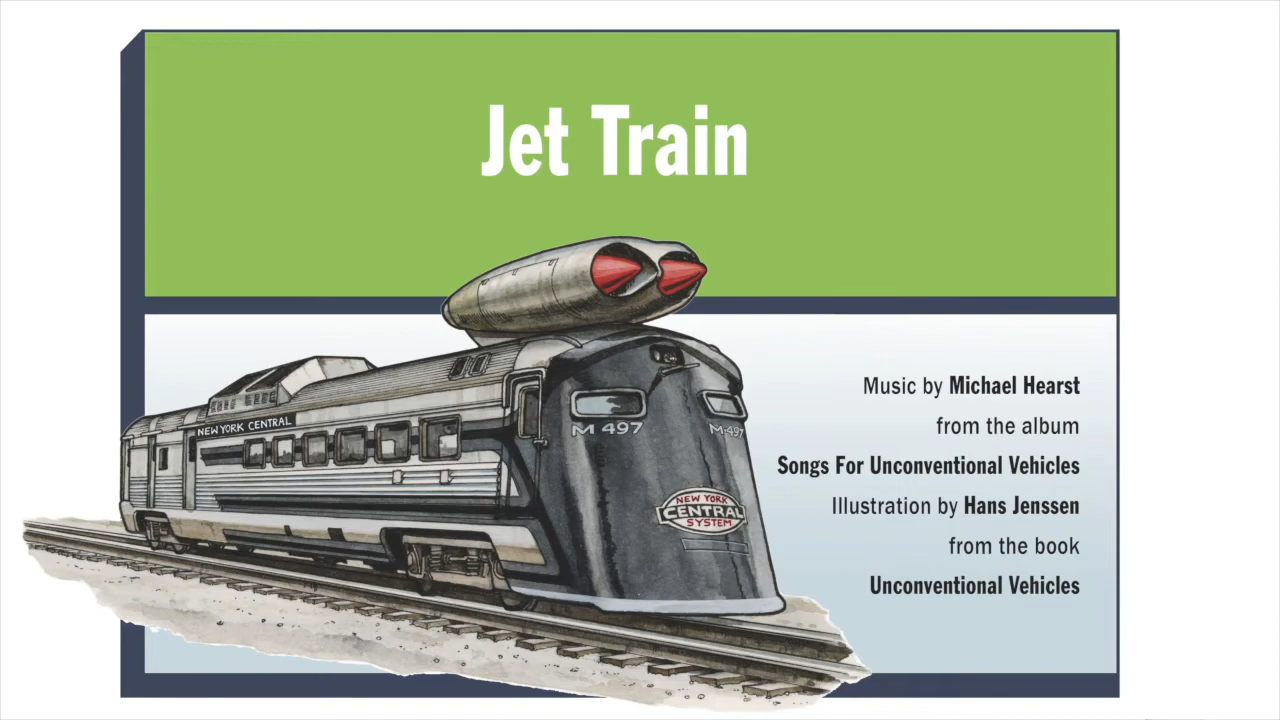 Jet Train
Music by Michael Hearst
from the album
Songs For Unconventional Vehicles
Illustration by Hans Jenssen
from the book
Unconventional Vehicles
NEW YORK CENTRAL
M 497
M-497
NEW YORK
CENTRAL
SYSTEM